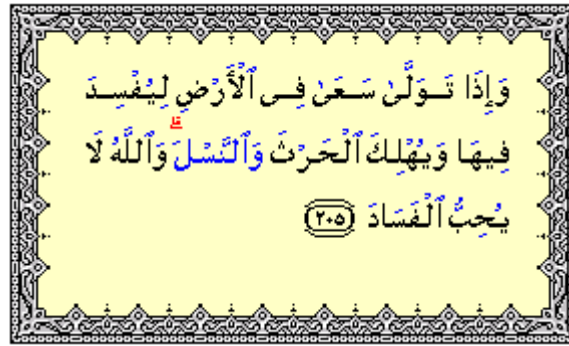 وَإِذَا تَوَلَّىٰ سَعَىٰ فِى ٱلْأَرْضِ لِيُفْسِدَ
فِيهَا وَيُهْلِكَ ٱلْحَرْثَ وَٱلنَّسْلَ ۗ وَٱللَّهُ لَا
يُحِبُّ ٱلْفَسَادَ ٢٠٥